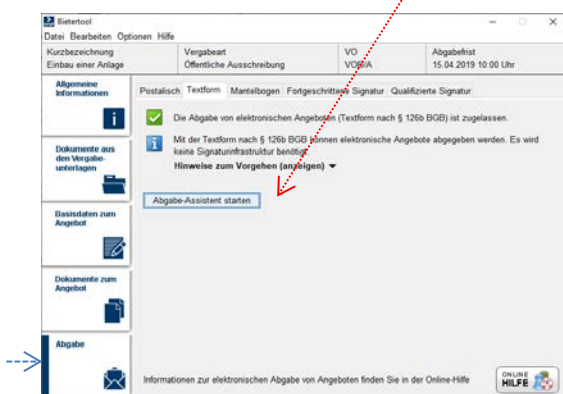 Bietertool
Datei Bearbeiten Optionen Hilfe
Kurzbezeichnung Vergabeart VO Abgabefrist
Einbau einer Anlage Öffentliche Ausschreibung VOB/A 15.04.2019 10:00 Uhr
Allgemeine
Informationen
Postalisch Textform Mantelbogen Fortgeschrittene Signatur Qualifizierte Signatur
Die Abgabe von elektronischen Angeboten (Textform nach § 126b BGB) ist zugelassen.
Mit der Textform nach § 126b BGB können elektronische Angebote abgegeben werden. Es wird
keine Signaturinfrastruktur benötigt.
Hinweise zum Vorgehen (anzeigen)
Abgabe-Assistent starten
Dokumente aus
den Vergabe-
unterlagen
Basisdaten zum
Angebot
Dokumente zum
Angebot
Abgabe
Informationen zur elektronischen Abgabe von Angeboten finden Sie in der Online-Hilfe
ONLINE
HILFE